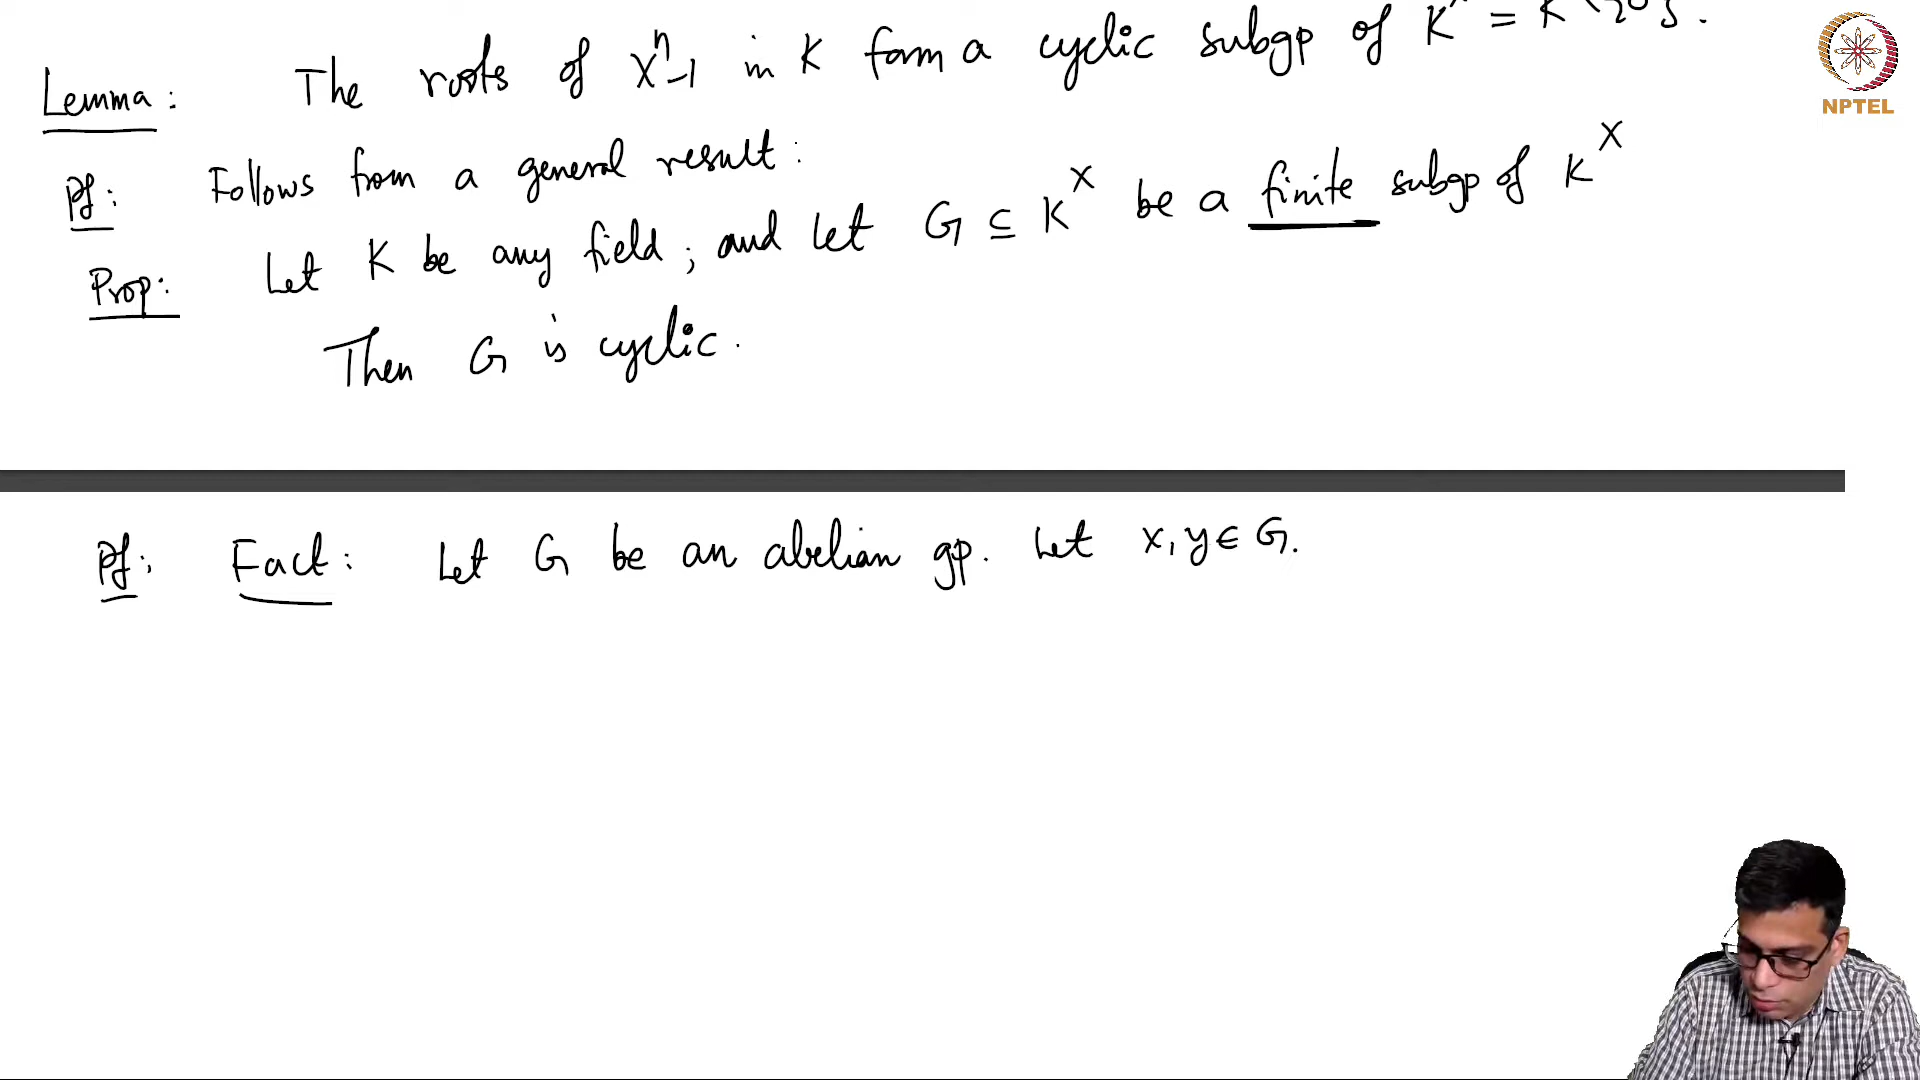 Lemma: The roots of X^n-1 in K form a cyclic subgp of K^× = K \ {0}.
Pf: Follows from a general result:
Prop: Let K be any field; and let G ⊆ K^× be a finite subgp of K^×
Then G is cyclic.
Pf: Fact: Let G be an abelian gp. Let x, y ∈ G.
NPTEL